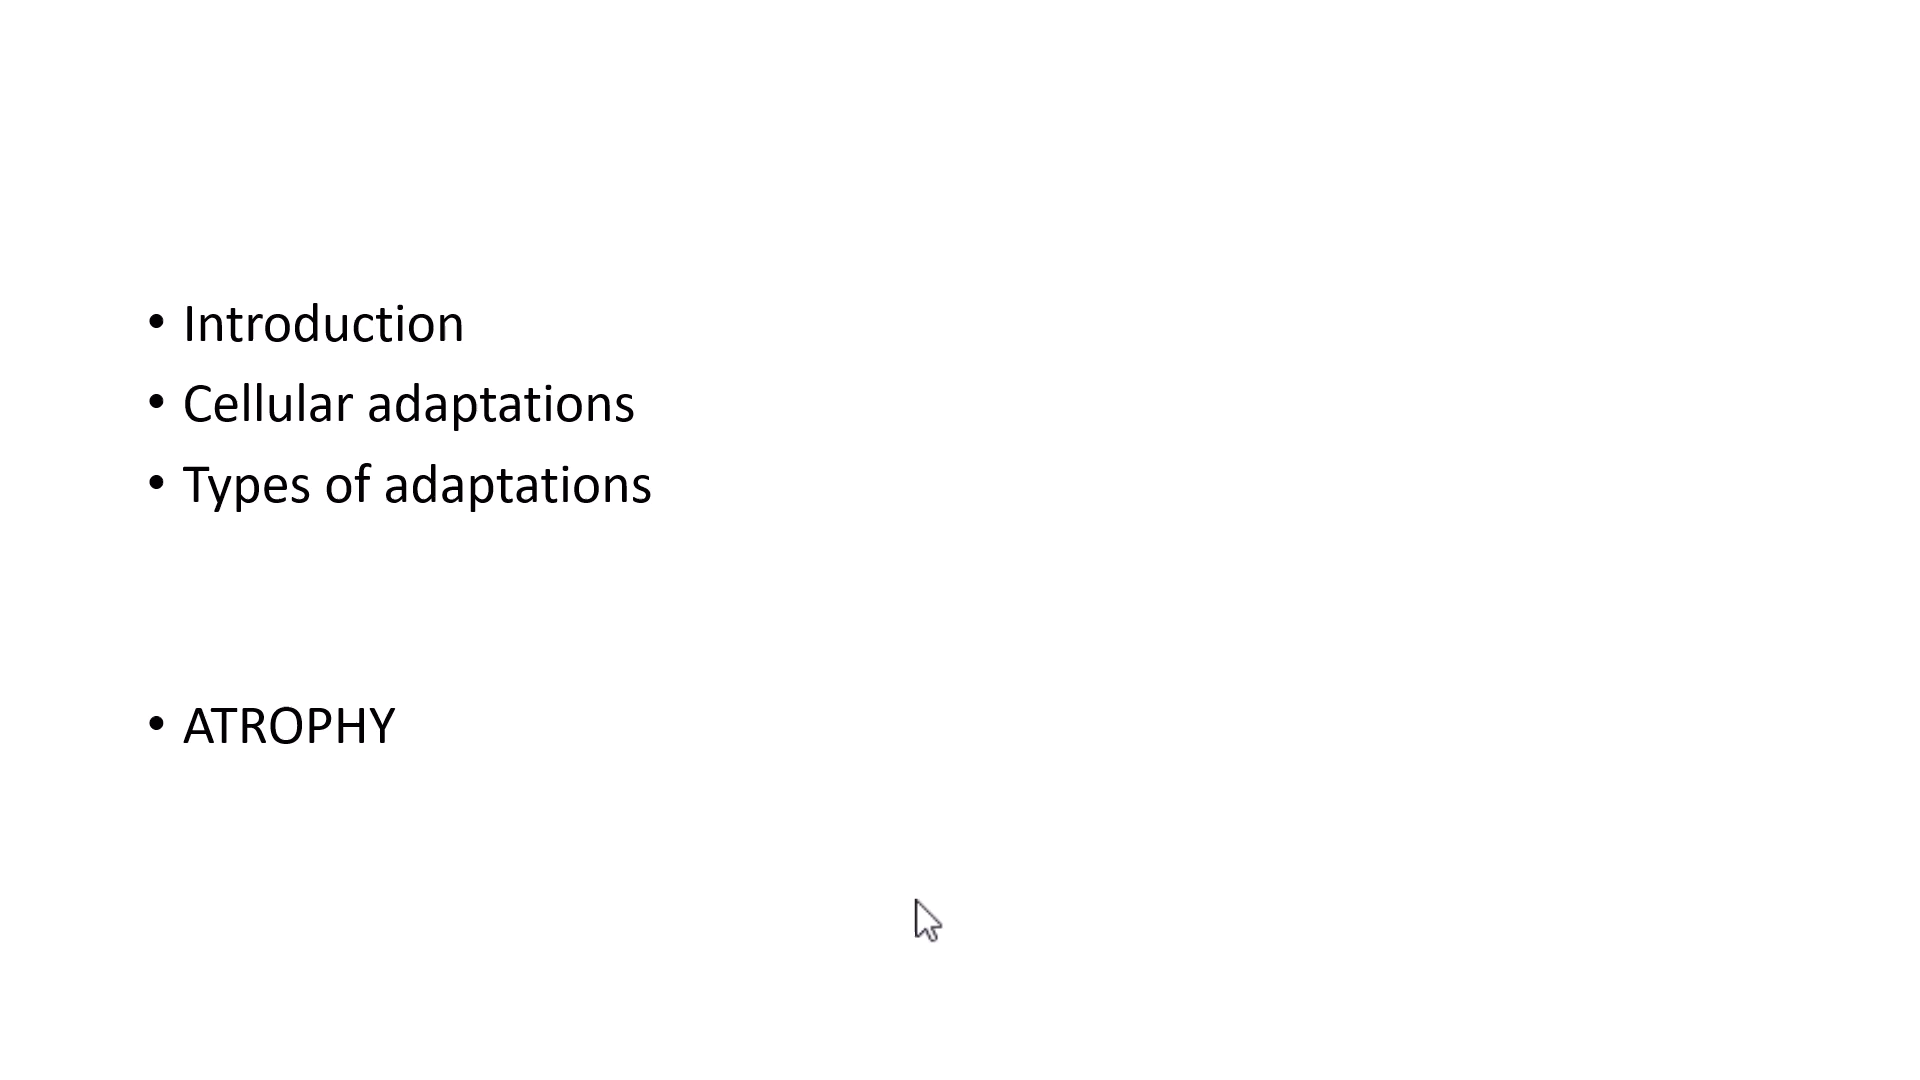 • Introduction
• Cellular adaptations
• Types of adaptations
• ATROPHY